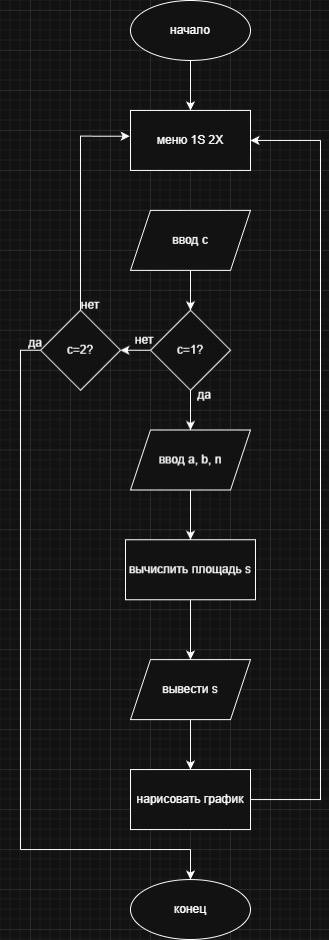 начало
меню 1S 2X
ввод c
c=1?
нет
c=2?
нет
да
да
ввод a, b, n
вычислить площадь s
вывести s
нарисовать график
конец